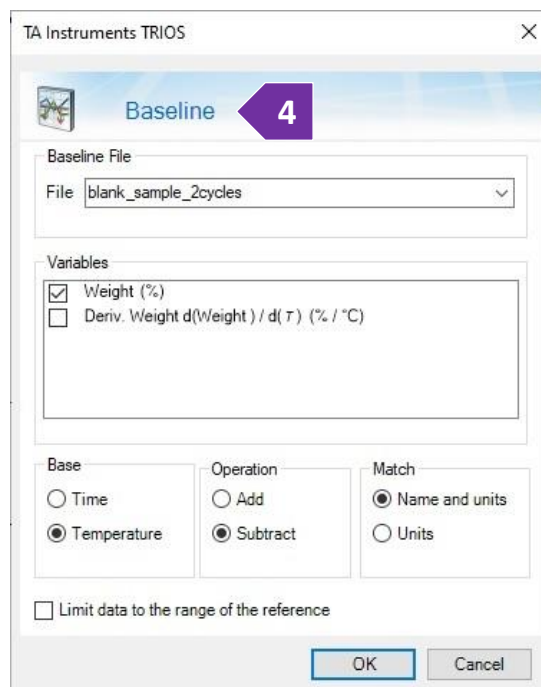 TA Instruments TRIOS
Baseline
4
Baseline File
File blank_sample_2cycles
Variables
Weight (%)
Deriv. Weight d(Weight) / d(T) (% / °C)
Base
Time
Temperature
Operation
Add
Subtract
Match
Name and units
Units
Limit data to the range of the reference
OK
Cancel